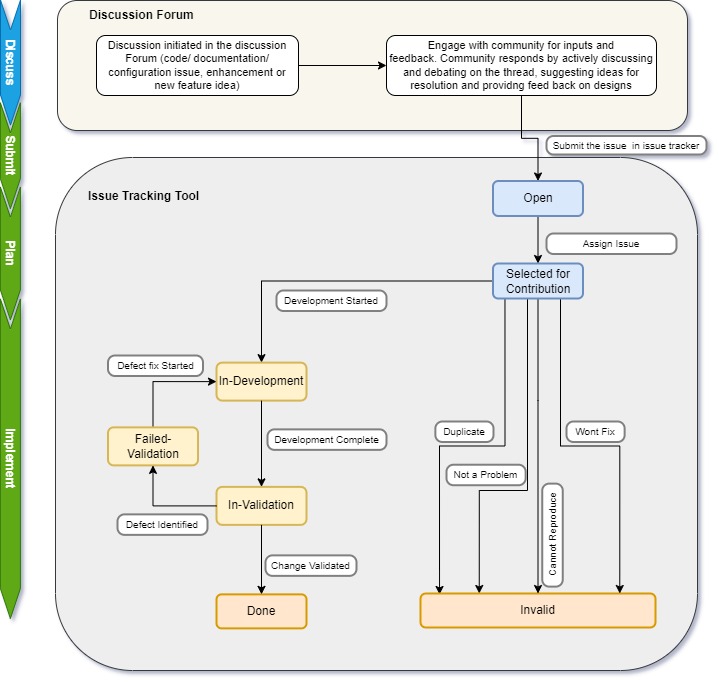 Discussion Forum
Discussion initiated in the discussion
Forum (code/ documentation/
configuration issue, enhancement or
new feature idea)
Engage with community for inputs and
feedback. Community responds by actively discussing
and debating on the thread, suggesting ideas for
resolution and providng feed back on designs
Discuss
Submit
Plan
Implement
Submit the issue  in issue tracker
Issue Tracking Tool
Open
Assign Issue
Selected for
Contribution
Development Started
Defect fix Started
In-Development
Failed-
Validation
Development Complete
Duplicate
Wont Fix
Not a Problem
Cannot Reproduce
In-Validation
Defect Identified
Change Validated
Done
Invalid